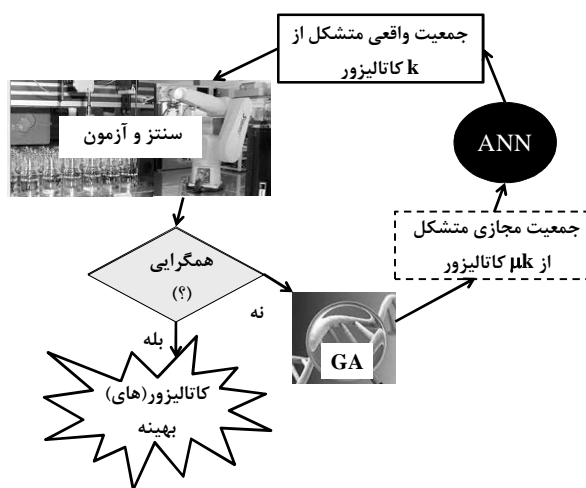 جمعیت واقعی متشکل از
k کاتالیزور
سنتز و آزمون
ANN
جمعیت مجازی متشکل
از μk کاتالیزور
همگرایی
(؟)
نه
بله
GA
کاتالیزور(های)
بهینه